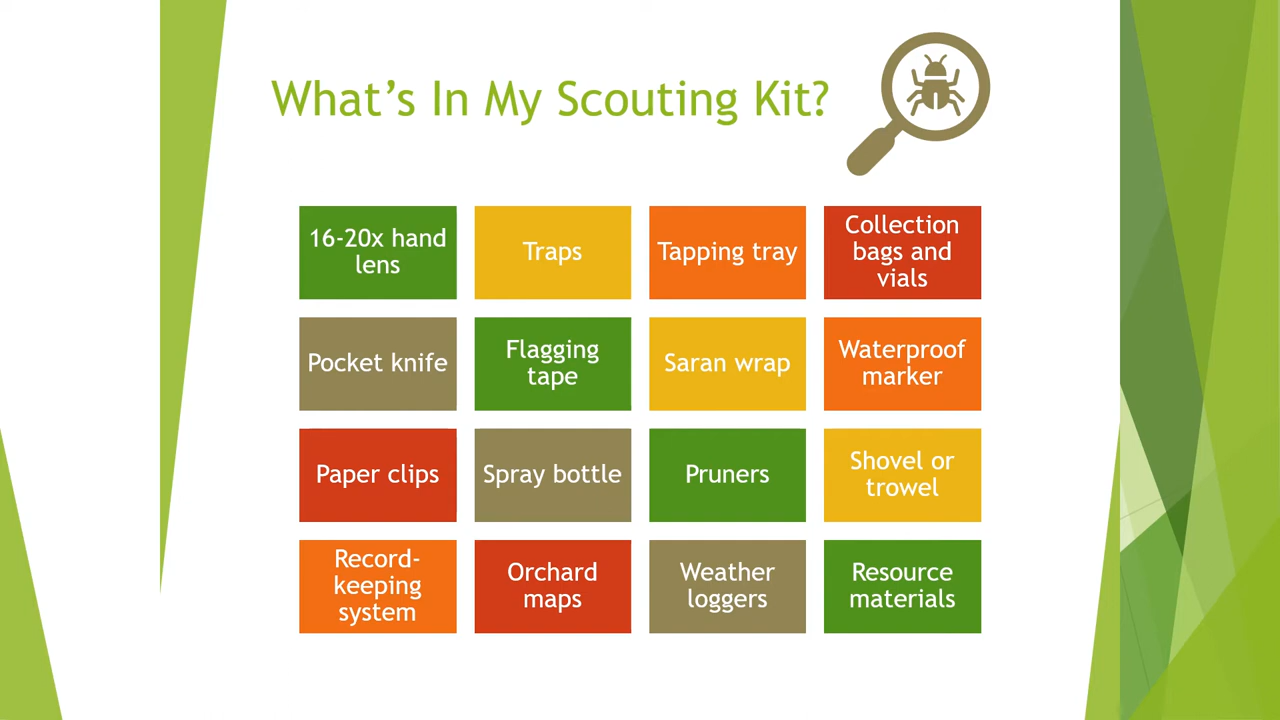 What’s In My Scouting Kit?
16-20x hand
lens
Traps
Tapping tray
Collection
bags and
vials
Pocket knife
Flagging
tape
Saran wrap
Waterproof
marker
Paper clips
Spray bottle
Pruners
Shovel or
trowel
Record-
keeping
system
Orchard
maps
Weather
loggers
Resource
materials